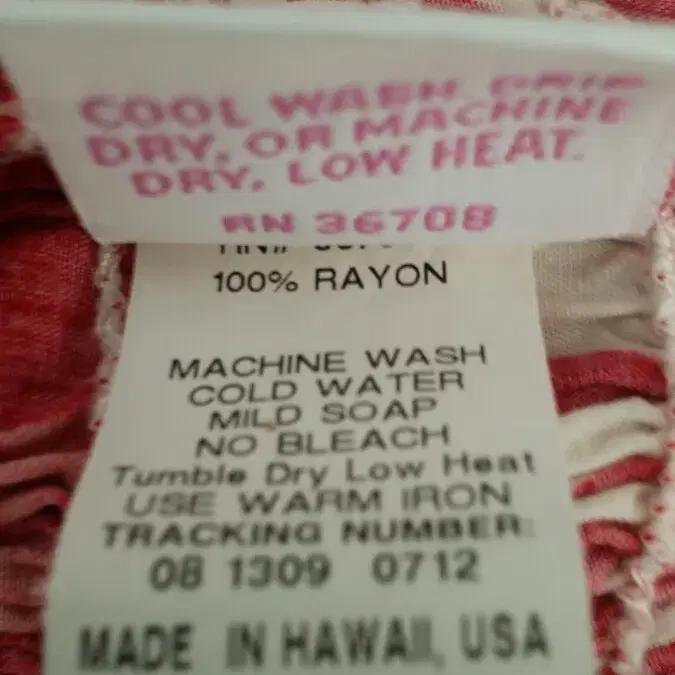 COOL WASH, DRIP
DRY, OR MACHINE
DRY, LOW HEAT.
RN 36708
100% RAYON
MACHINE WASH
COLD WATER
MILD SOAP
NO BLEACH
Tumble Dry Low Heat
USE WARM IRON
TRACKING NUMBER:
08 1309 0712
MADE IN HAWAII, USA